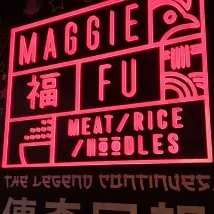 MAGGIE
福 FU
MEAT/RICE
/NOODLES
THE LEGEND CONTINUES